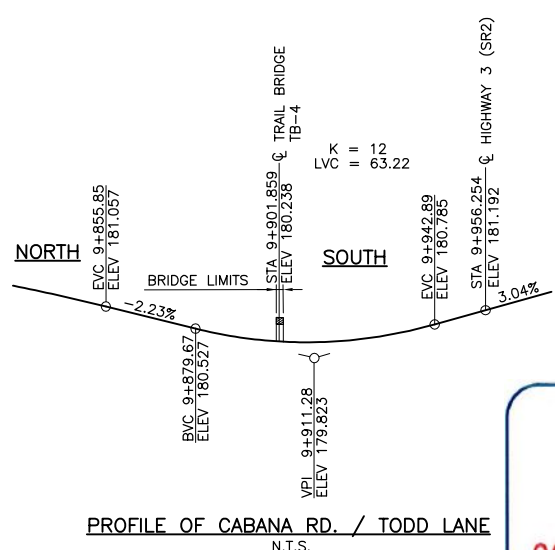 EVC 9+855.85
ELEV 181.057
NORTH
-2.23%
BVC 9+879.67
ELEV 180.527
BRIDGE LIMITS
℄ TRAIL BRIDGE
TB-4
STA 9+901.859
ELEV 180.238
K = 12
LVC = 63.22
SOUTH
VPI 9+911.28
ELEV 179.823
EVC 9+942.89
ELEV 180.785
℄ HIGHWAY 3 (SR2)
STA 9+956.254
ELEV 181.192
3.04%
PROFILE OF CABANA RD. / TODD LANE
N.T.S.